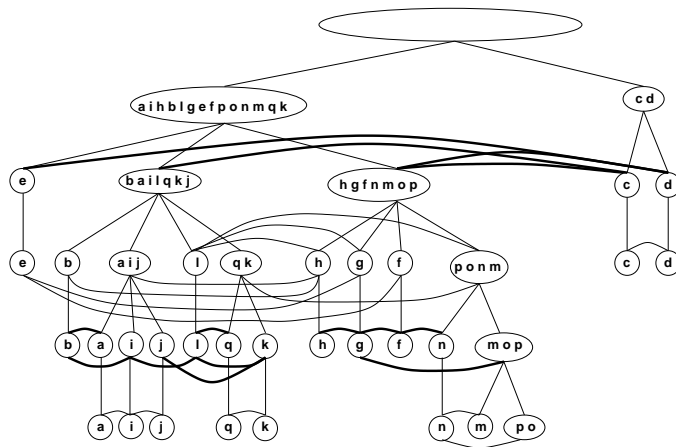 a i h b l g e f p o n m q k
c d
e
b a i l q k j
h g f n m o p
c
d
e
b
a i j
l
q k
h
g
f
p o n m
c
d
b
a
i
j
l
q
k
h
g
f
n
m o p
a
i
j
q
k
n
m
p o